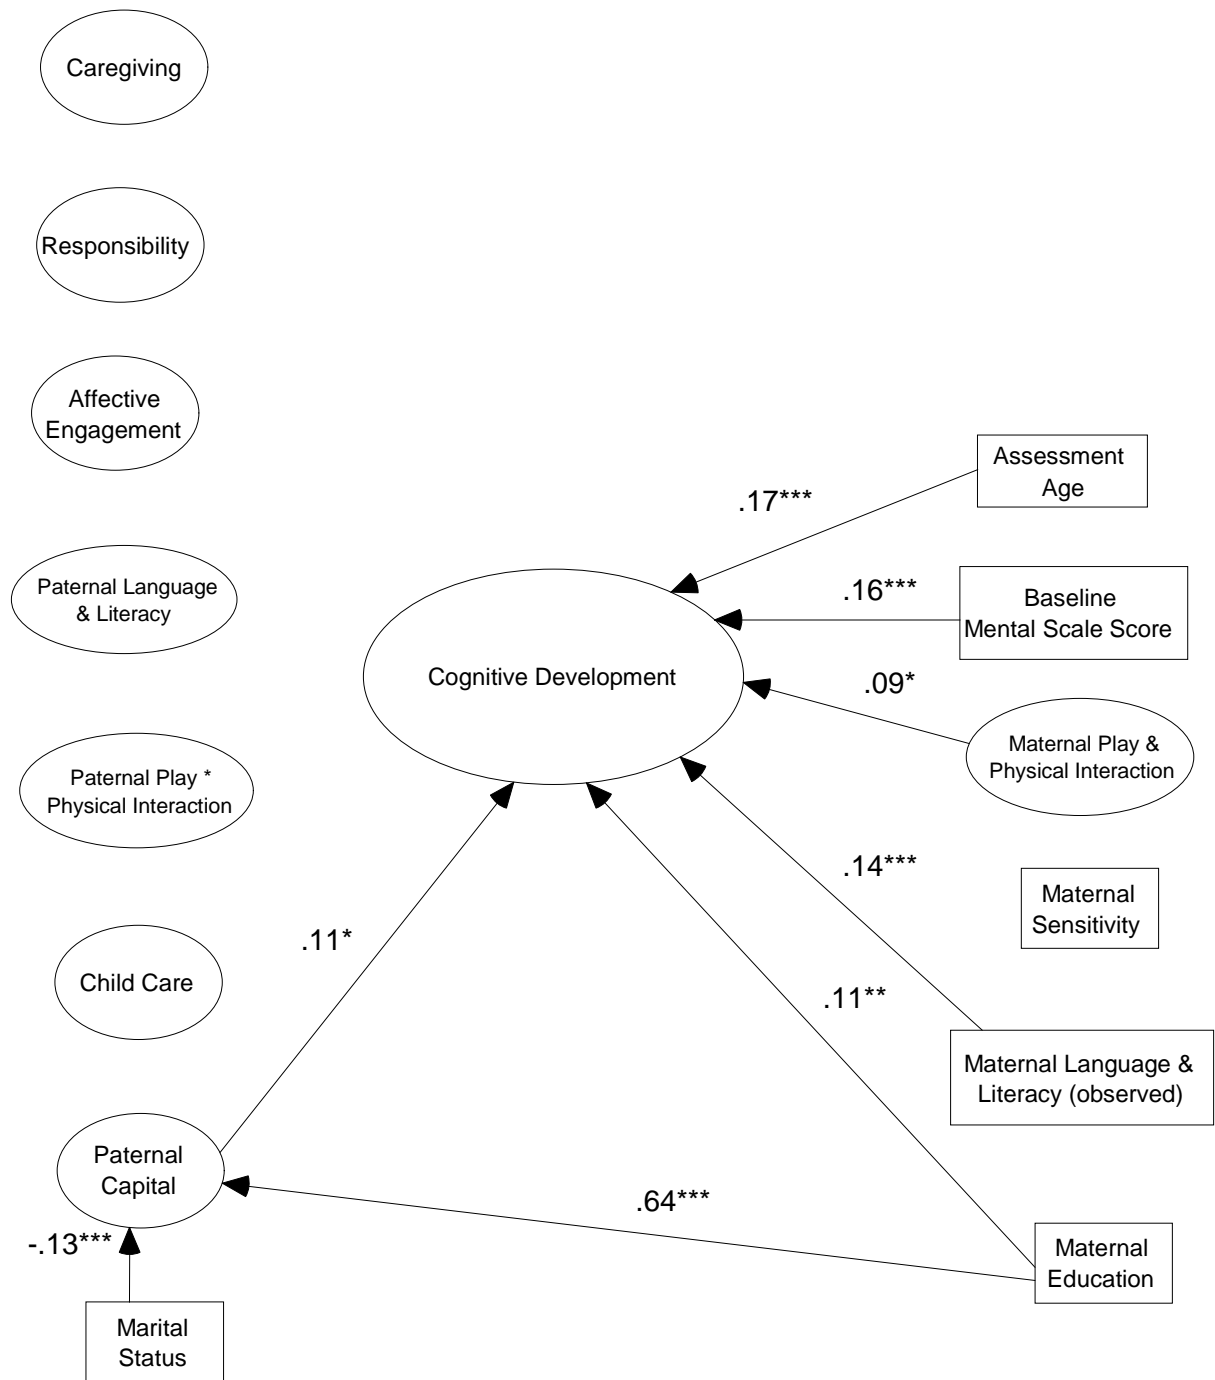 Caregiving
Responsibility
Affective
Engagement
Assessment
Age
.17***
Paternal Language
& Literacy
.16***
Baseline
Mental Scale Score
Cognitive Development
.09*
Maternal Play &
Physical Interaction
Paternal Play *
Physical Interaction
.14***
Maternal
Sensitivity
.11*
Child Care
.11**
Maternal Language &
Literacy (observed)
Paternal
Capital
.64***
-.13***
Maternal
Education
Marital
Status